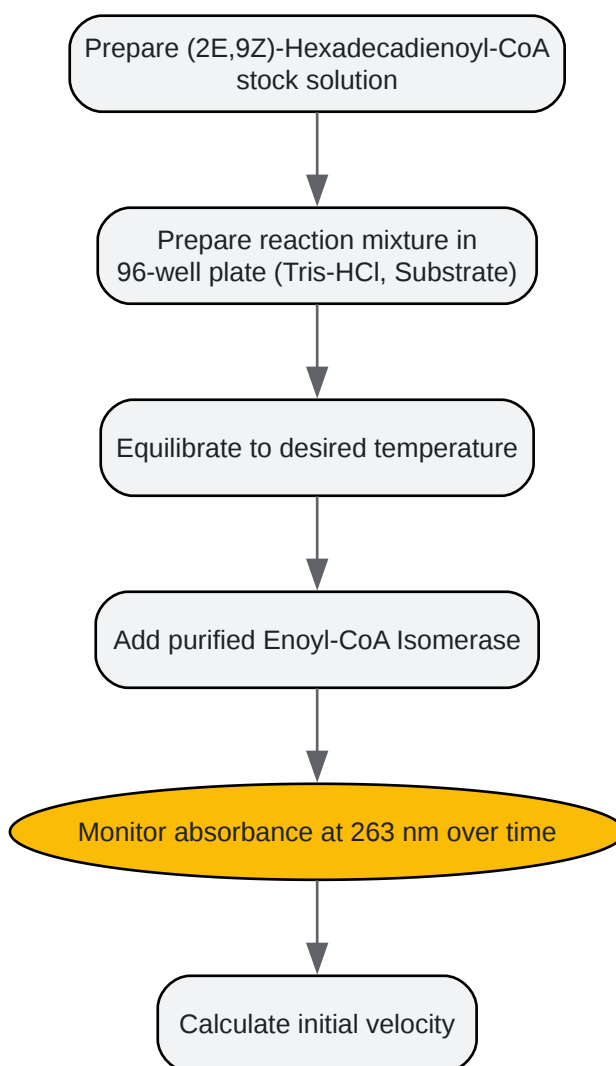 Prepare (2E,9Z)-Hexadecadienoyl-CoA
stock solution
Prepare reaction mixture in
96-well plate (Tris-HCl, Substrate)
Equilibrate to desired temperature
Add purified Enoyl-CoA Isomerase
Monitor absorbance at 263 nm over time
Calculate initial velocity